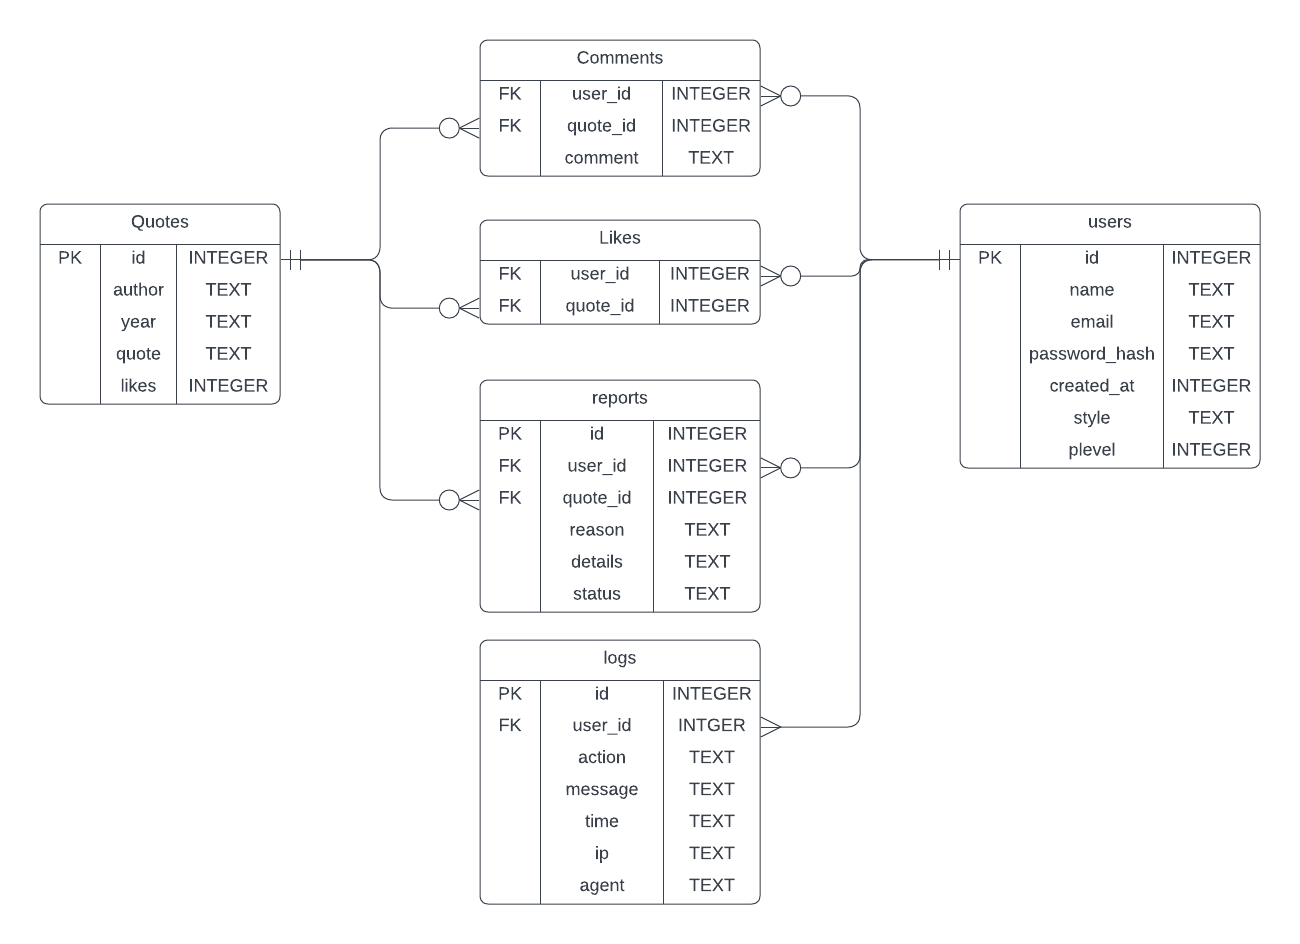 Comments
FK user_id INTEGER
FK quote_id INTEGER
comment TEXT
Quotes
PK id INTEGER
author TEXT
year TEXT
quote TEXT
likes INTEGER
Likes
FK user_id INTEGER
FK quote_id INTEGER
users
PK id INTEGER
name TEXT
email TEXT
password_hash TEXT
created_at INTEGER
style TEXT
plevel INTEGER
reports
PK id INTEGER
FK user_id INTEGER
FK quote_id INTEGER
reason TEXT
details TEXT
status TEXT
logs
PK id INTEGER
FK user_id INTGER
action TEXT
message TEXT
time TEXT
ip TEXT
agent TEXT